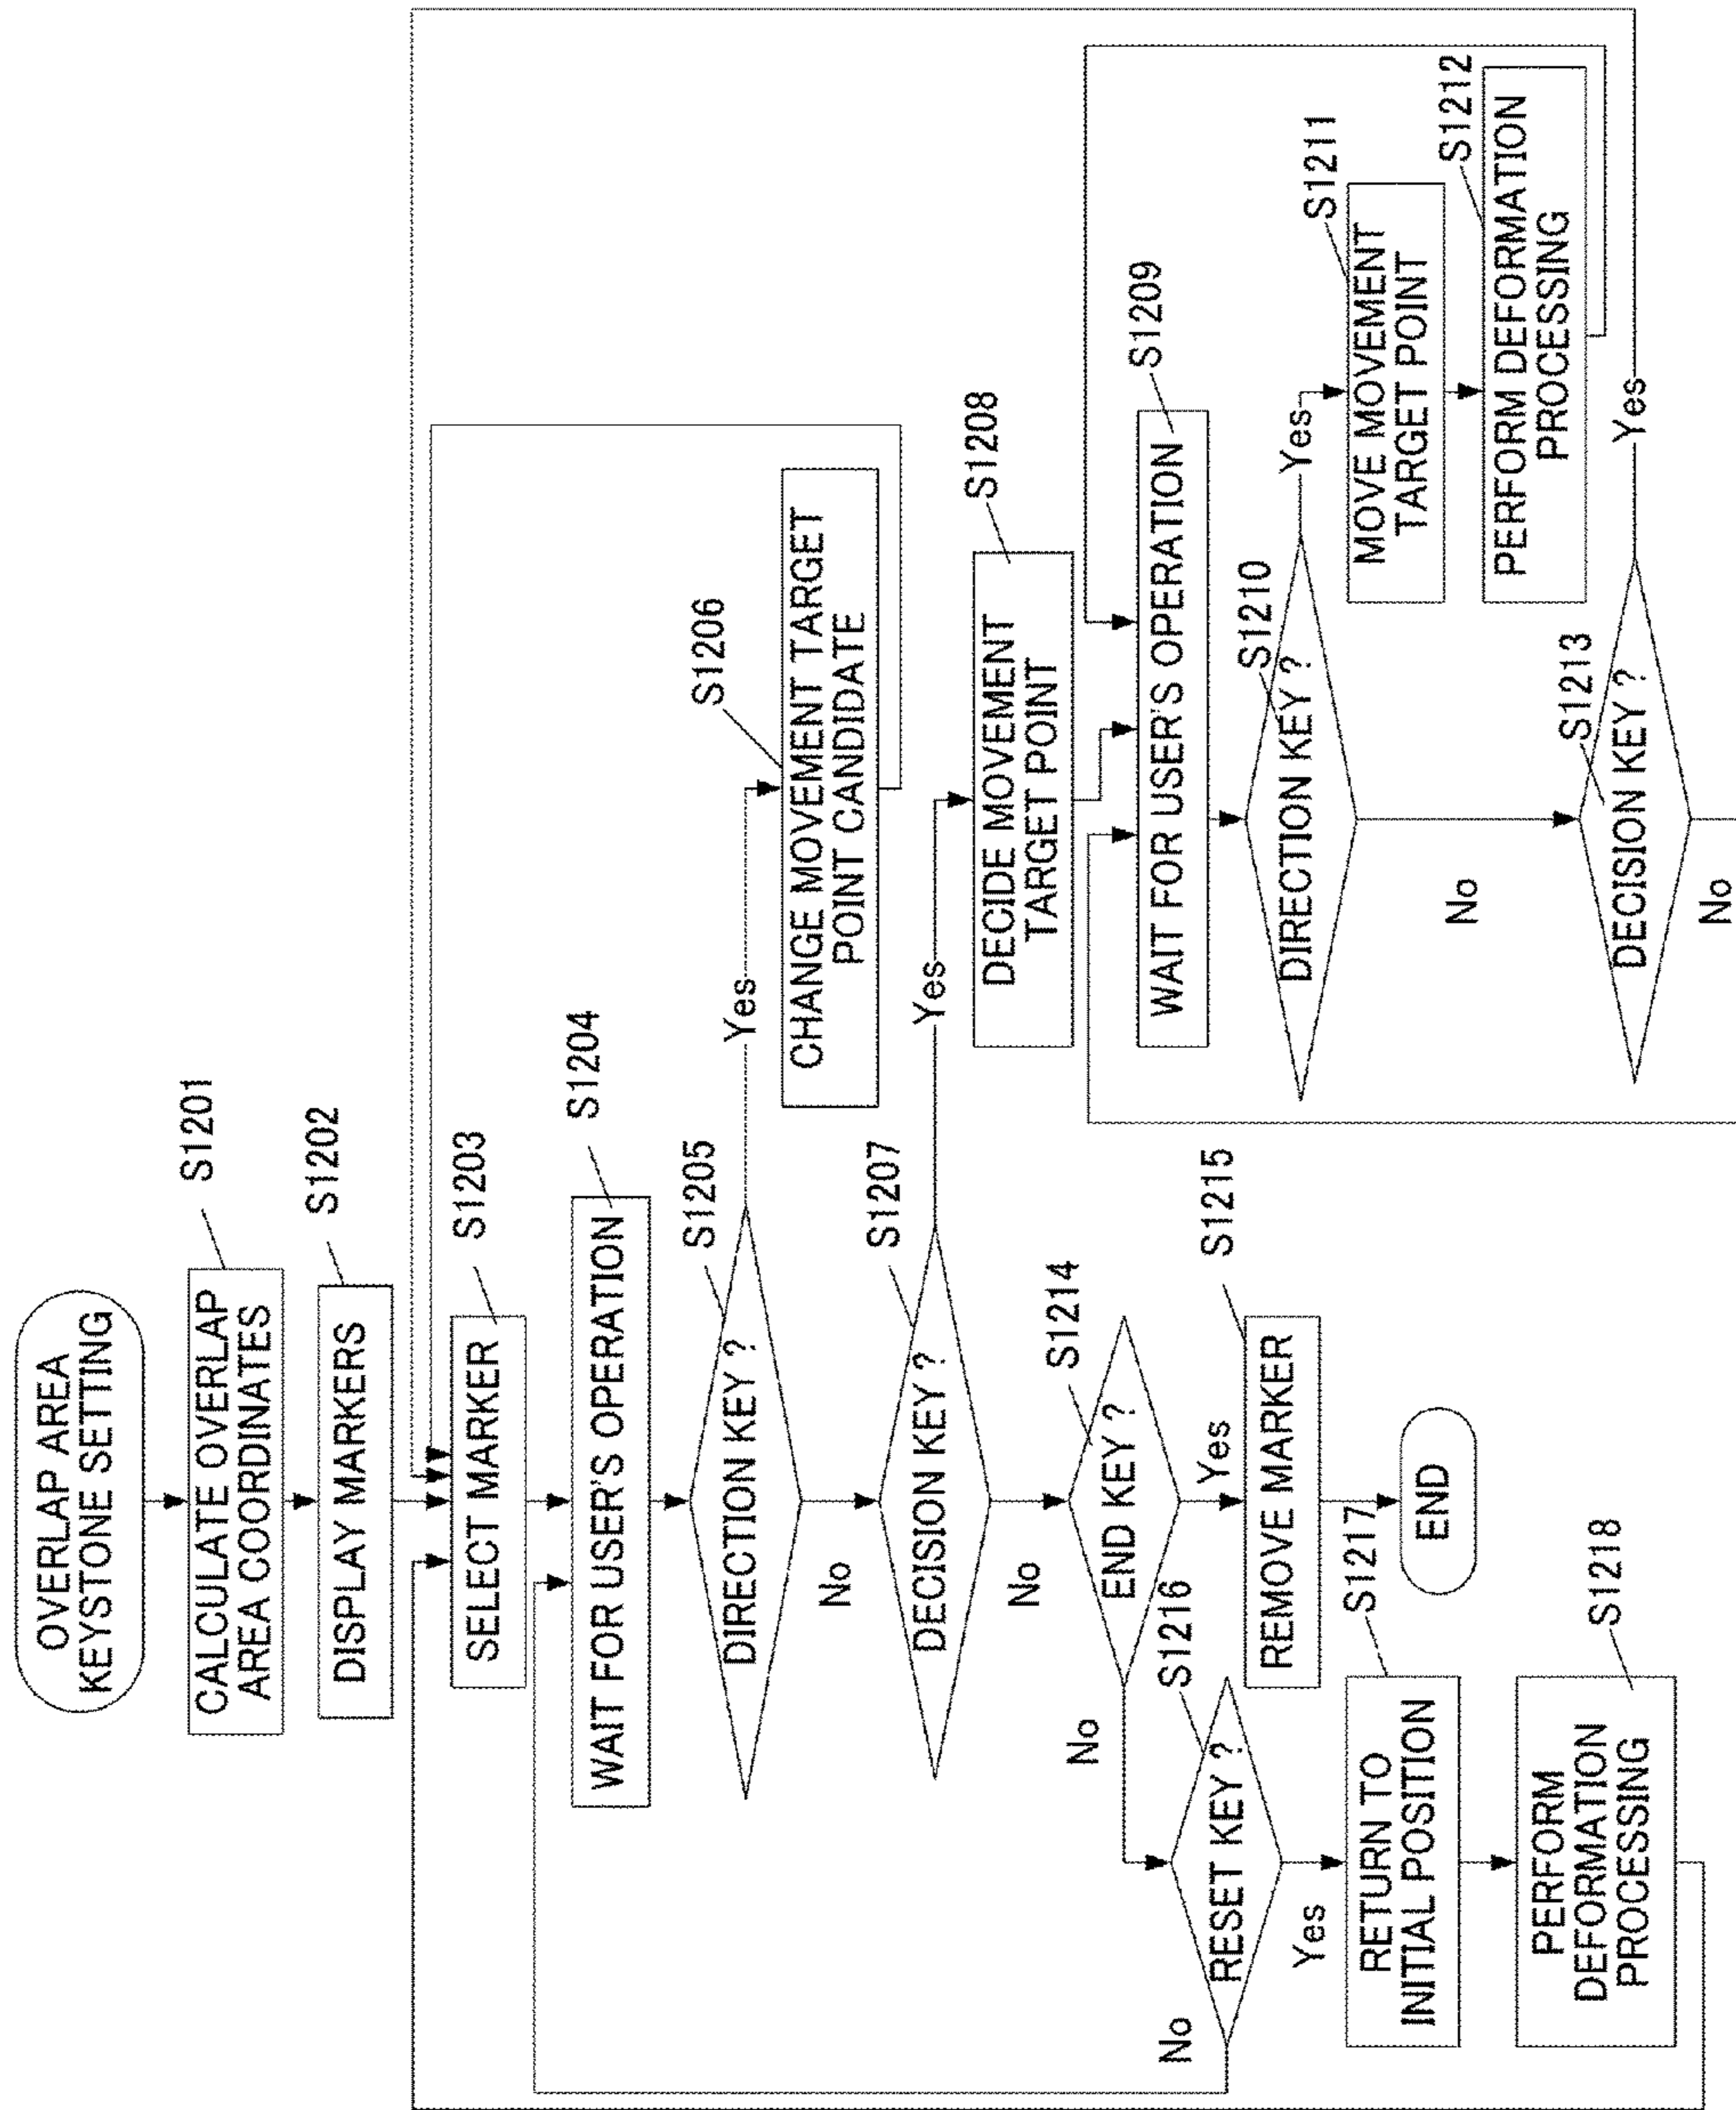 OVERLAP AREA
KEYSTONE SETTING
CALCULATE OVERLAP
AREA COORDINATES
S1201
DISPLAY MARKERS
S1202
SELECT MARKER
S1203
WAIT FOR USER'S OPERATION
S1204
DIRECTION KEY ?
S1205
Yes
No
CHANGE MOVEMENT TARGET
POINT CANDIDATE
S1206
DECISION KEY ?
S1207
Yes
No
DECIDE MOVEMENT
TARGET POINT
S1208
WAIT FOR USER'S OPERATION
S1209
DIRECTION KEY ?
S1210
Yes
No
MOVE MOVEMENT
TARGET POINT
S1211
PERFORM DEFORMATION
PROCESSING
S1212
DECISION KEY ?
S1213
Yes
No
END KEY ?
S1214
Yes
No
REMOVE MARKER
S1215
END
RESET KEY ?
S1216
No
Yes
RETURN TO
INITIAL POSITION
S1217
PERFORM
DEFORMATION
PROCESSING
S1218